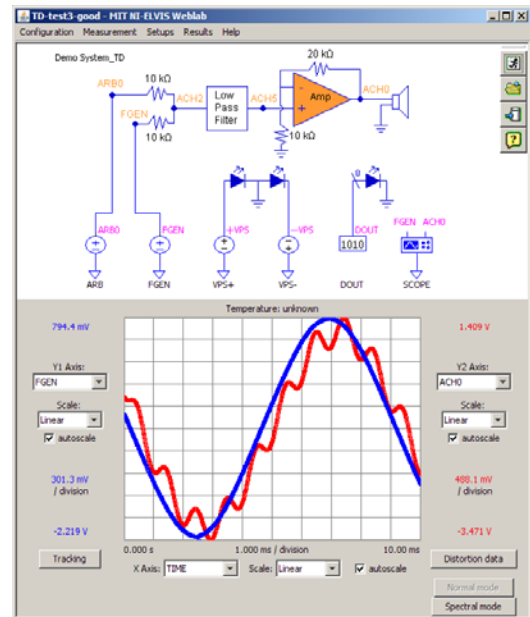 TD-test3-good - MIT NI-ELVIS Weblab
Configuration Measurement Setups Results Help
Demo System_TD
20 kΩ
ARB0
10 kΩ
ACH2
Low
Pass
Filter
ACH5
Amp
ACH0
FGEN
10 kΩ
10 kΩ
ARB0
FGEN
+VPS
-VPS
8
DOUT
1010
FGEN ACH0
ARB
FGEN
VPS+
VPS-
DOUT
SCOPE
Temperature: unknown
794.4 mV
1.409 V
Y1 Axis:
FGEN
Y2 Axis:
ACH0
Scale:
Linear
autoscale
Scale:
Linear
autoscale
301.3 mV
/ division
488.1 mV
/ division
-2.219 V
-3.471 V
0.000 s
1.000 ms / division
10.00 ms
Tracking
X Axis: TIME
Scale: Linear
autoscale
Distortion data
Normal mode
Spectral mode